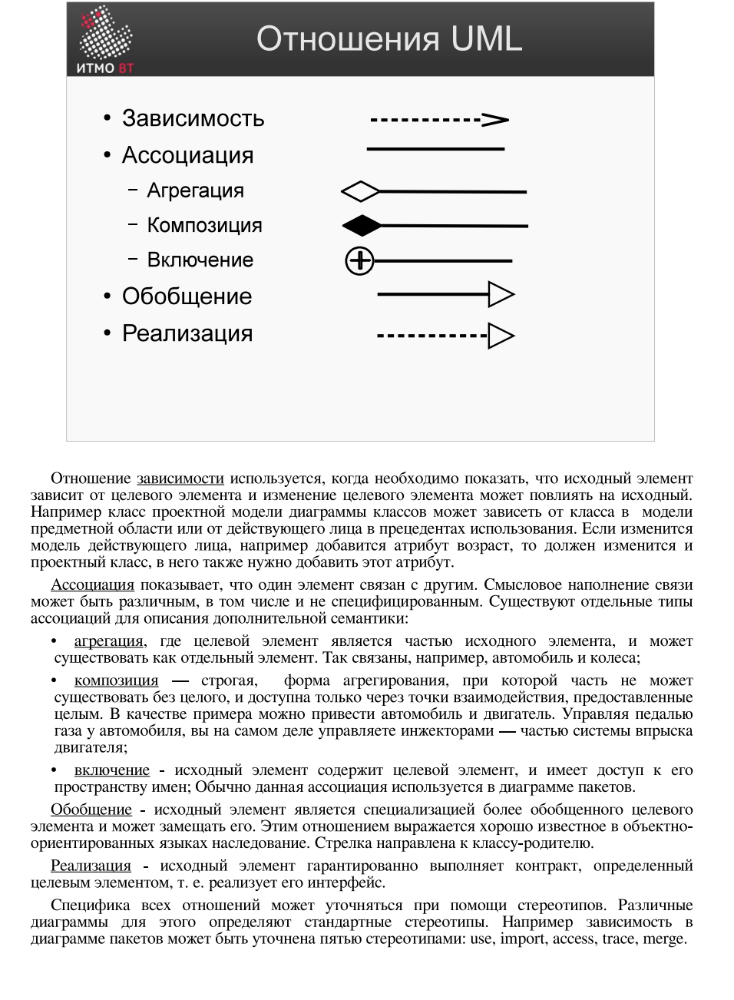 Отношения UML
ИТМО ВТ
• Зависимость
• Ассоциация
– Агрегация
– Композиция
– Включение
• Обобщение
• Реализация
Отношение зависимости используется, когда необходимо показать, что исходный элемент
зависит от целевого элемента и изменение целевого элемента может повлиять на исходный.
Например класс проектной модели диаграммы классов может зависеть от класса в модели
предметной области или от действующего лица в прецедентах использования. Если изменится
модель действующего лица, например добавится атрибут возраст, то должен изменится и
проектный класс, в него также нужно добавить этот атрибут.
Ассоциация показывает, что один элемент связан с другим. Смысловое наполнение связи
может быть различным, в том числе и не специфицированным. Существуют отдельные типы
ассоциаций для описания дополнительной семантики:
• агрегация, где целевой элемент является частью исходного элемента, и может
существовать как отдельный элемент. Так связаны, например, автомобиль и колеса;
• композиция — строгая, форма агрегирования, при которой часть не может
существовать без целого, и доступна только через точки взаимодействия, предоставленные
целым. В качестве примера можно привести автомобиль и двигатель. Управляя педалью
газа у автомобиля, вы на самом деле управляете инжекторами — частью системы впрыска
двигателя;
• включение - исходный элемент содержит целевой элемент, и имеет доступ к его
пространству имен; Обычно данная ассоциация используется в диаграмме пакетов.
Обобщение - исходный элемент является специализацией более обобщенного целевого
элемента и может замещать его. Этим отношением выражается хорошо известное в объектно-
ориентированных языках наследование. Стрелка направлена к классу-родителю.
Реализация - исходный элемент гарантированно выполняет контракт, определенный
целевым элементом, т. е. реализует его интерфейс.
Специфика всех отношений может уточняться при помощи стереотипов. Различные
диаграммы для этого определяют стандартные стереотипы. Например зависимость в
диаграмме пакетов может быть уточнена пятью стереотипами: use, import, access, trace, merge.